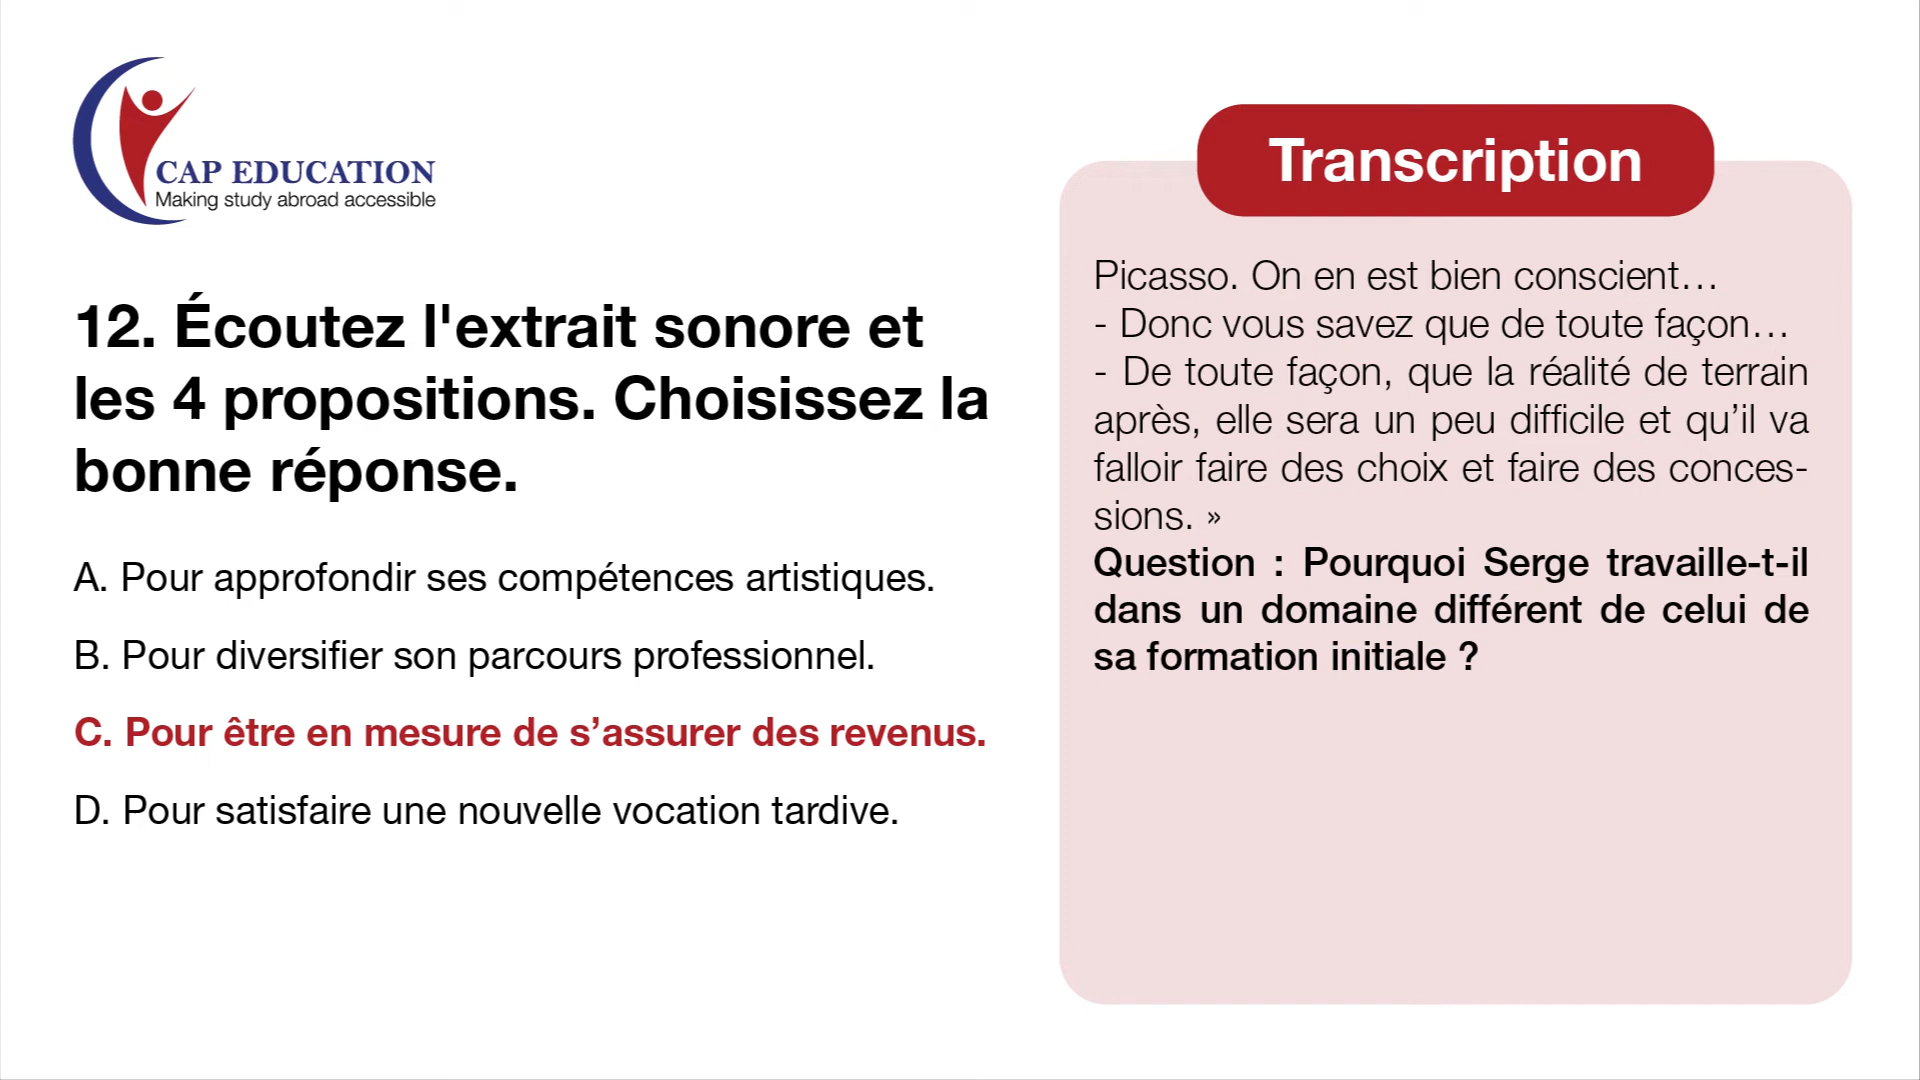 CAP EDUCATION
Making study abroad accessible
12. Écoutez l'extrait sonore et
les 4 propositions. Choisissez la
bonne réponse.
A. Pour approfondir ses compétences artistiques.
B. Pour diversifier son parcours professionnel.
C. Pour être en mesure de s’assurer des revenus.
D. Pour satisfaire une nouvelle vocation tardive.
Transcription
Picasso. On en est bien conscient…
- Donc vous savez que de toute façon…
- De toute façon, que la réalité de terrain
après, elle sera un peu difficile et qu’il va
falloir faire des choix et faire des conces-
sions. »
Question : Pourquoi Serge travaille-t-il
dans un domaine différent de celui de
sa formation initiale ?